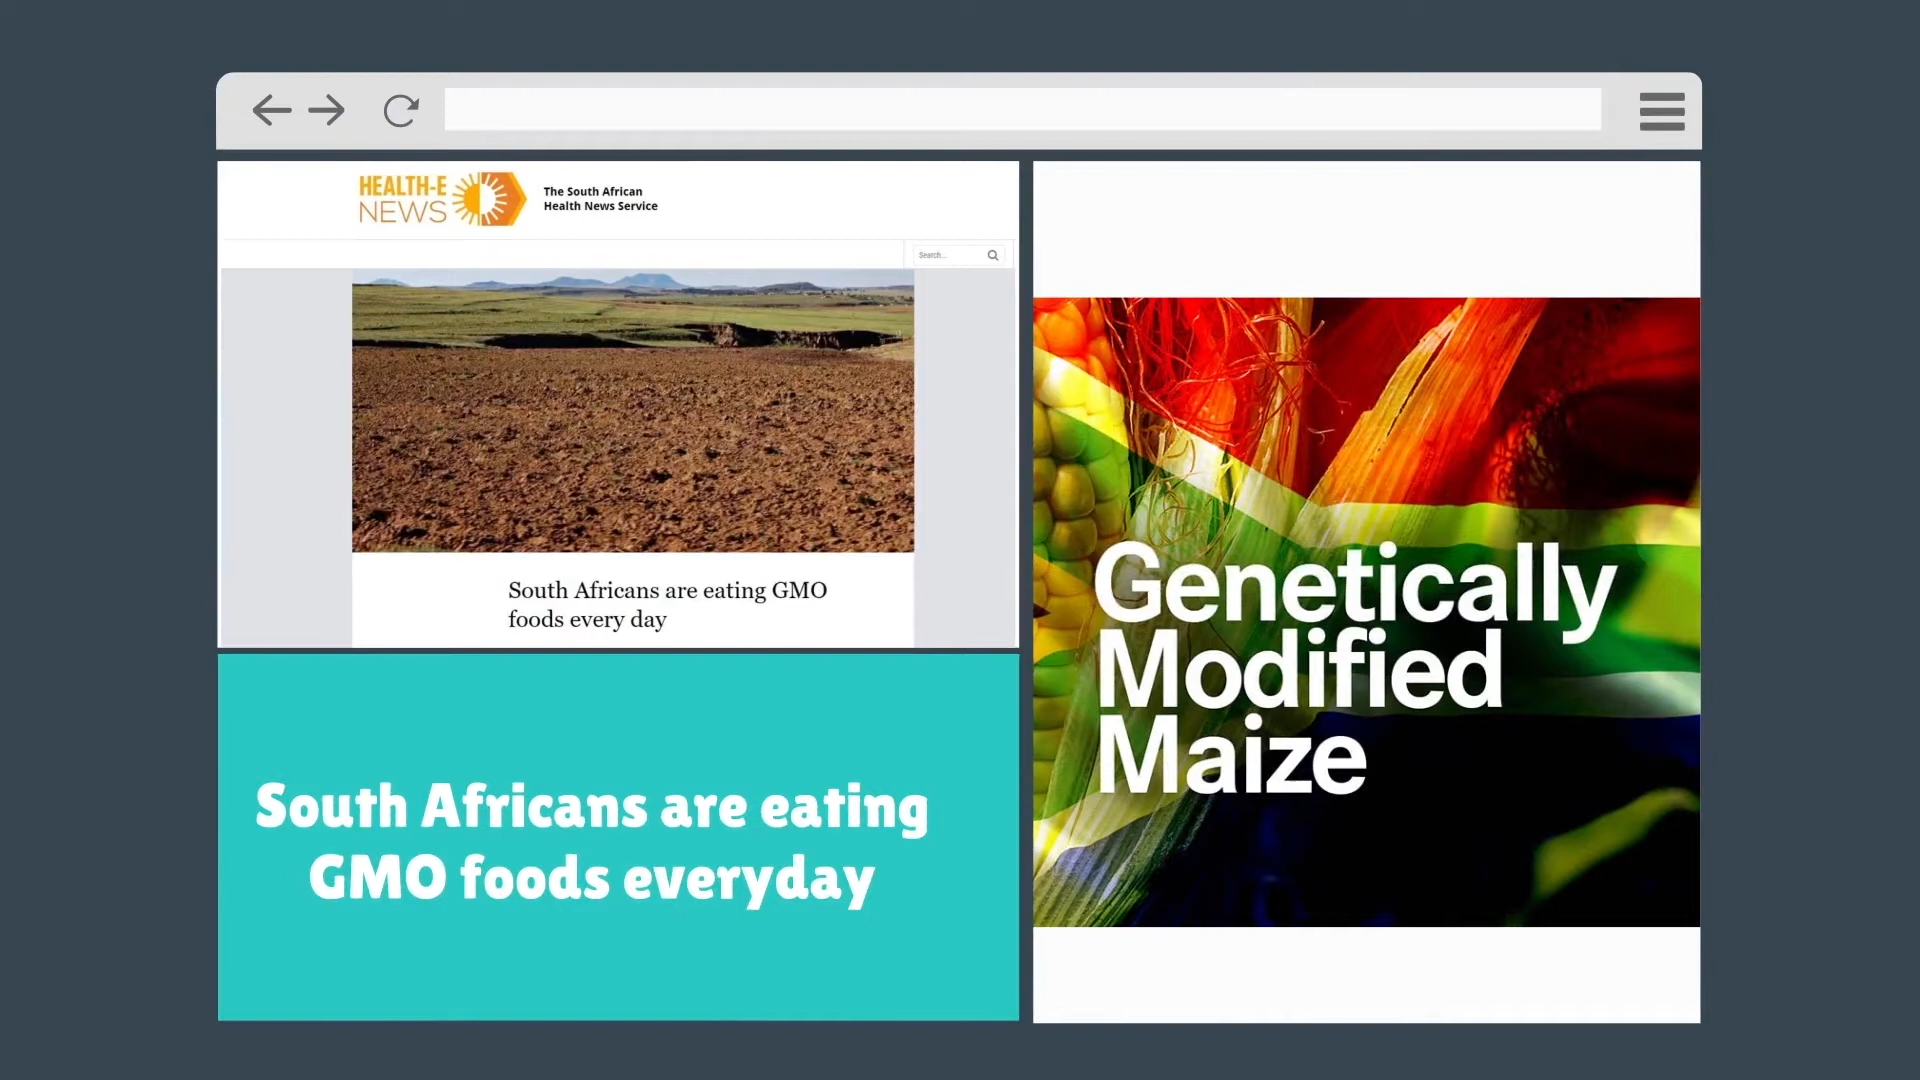 HEALTH-E
NEWS
The South African
Health News Service
Search...
South Africans are eating GMO
foods every day
South Africans are eating
GMO foods everyday
Genetically
Modified
Maize